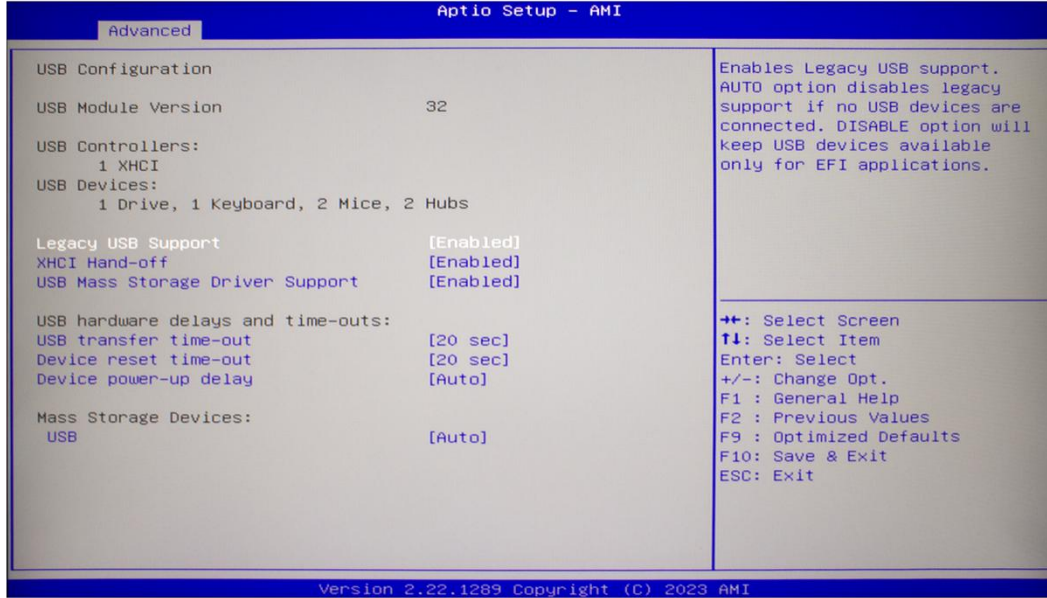 Aptio Setup - AMI
Advanced
USB Configuration
USB Module Version 32
USB Controllers:
1 XHCI
USB Devices:
1 Drive, 1 Keyboard, 2 Mice, 2 Hubs
Legacy USB Support [Enabled]
XHCI Hand-off [Enabled]
USB Mass Storage Driver Support [Enabled]
USB hardware delays and time-outs:
USB transfer time-out [20 sec]
Device reset time-out [20 sec]
Device power-up delay [Auto]
Mass Storage Devices:
USB [Auto]
Enables Legacy USB support.
AUTO option disables legacy
support if no USB devices are
connected. DISABLE option will
keep USB devices available
only for EFI applications.
→←: Select Screen
↑↓: Select Item
Enter: Select
+/-: Change Opt.
F1 : General Help
F2 : Previous Values
F9 : Optimized Defaults
F10: Save & Exit
ESC: Exit
Version 2.22.1289 Copyright (C) 2023 AMI